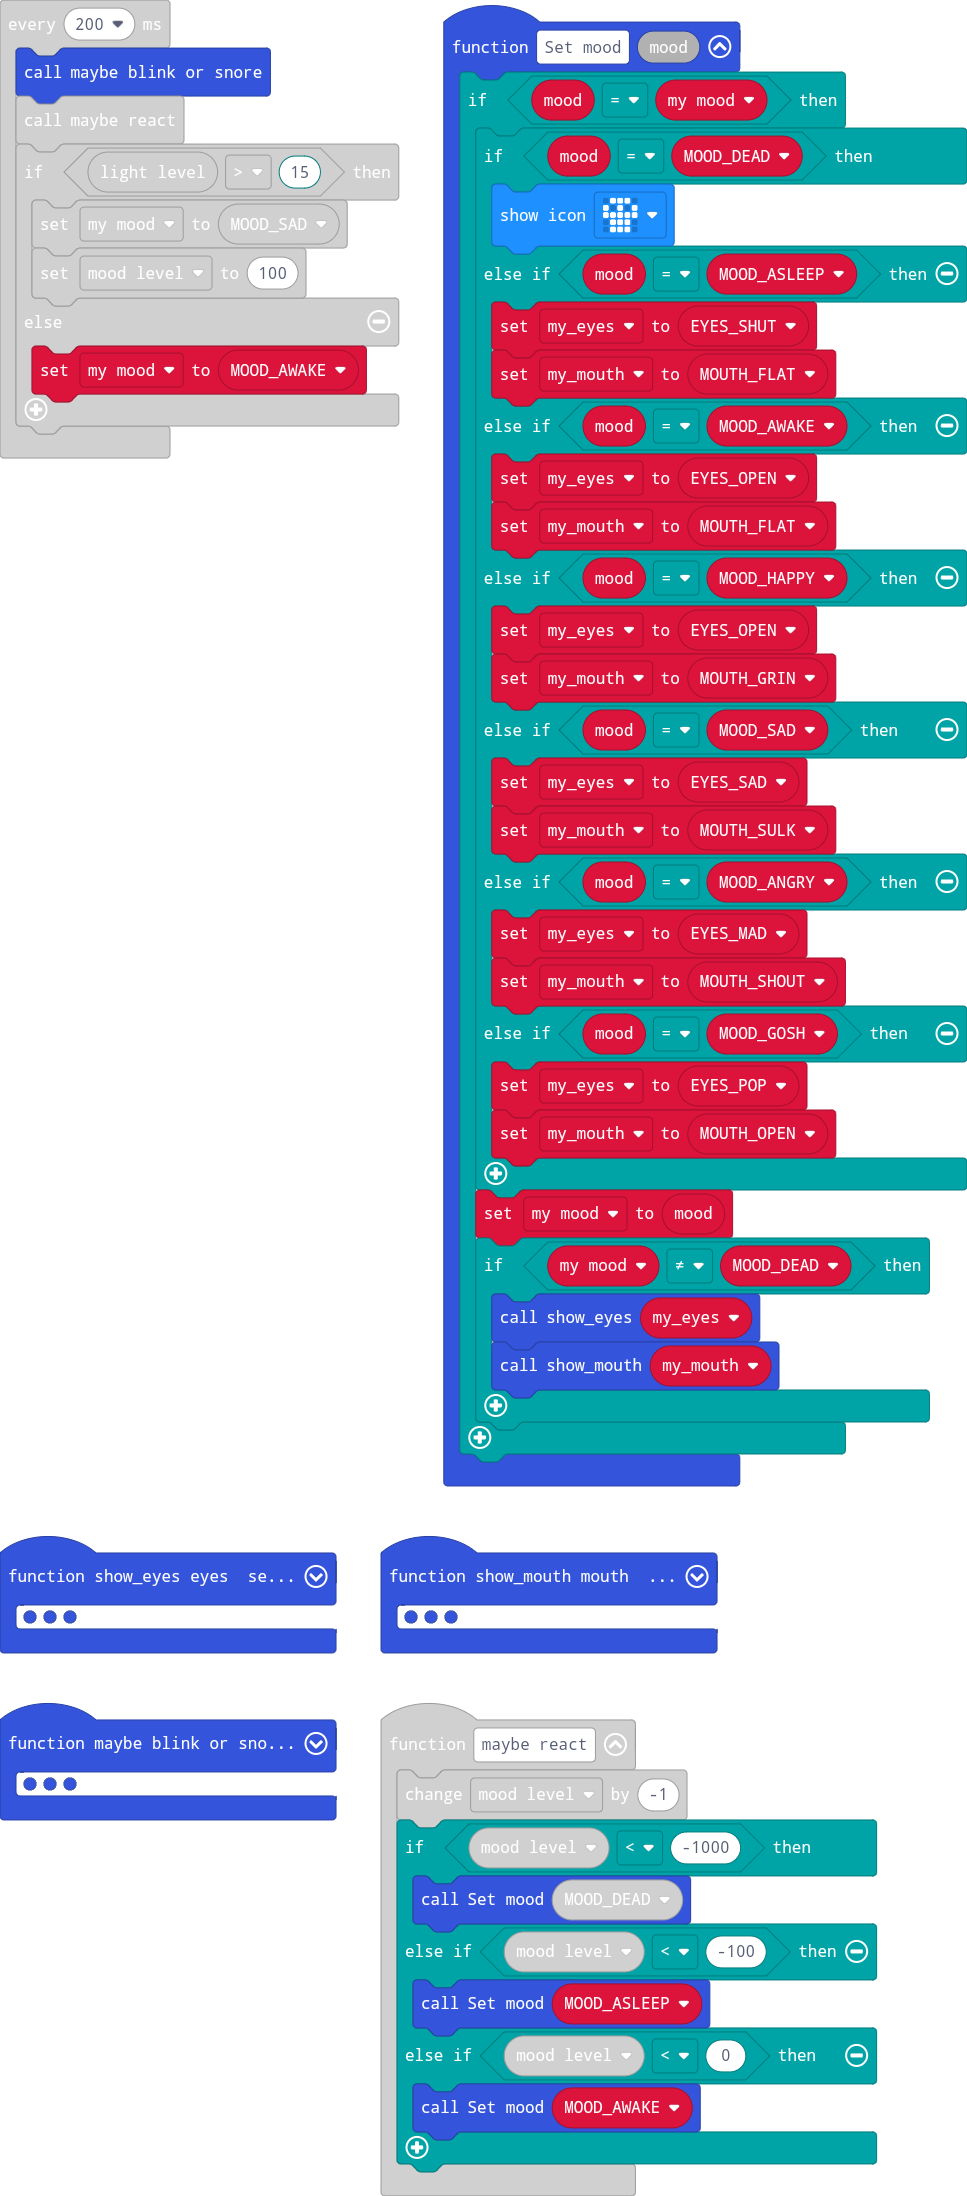 every 200 ms
call maybe blink or snore
call maybe react
if light level > 15 then
set my mood to MOOD_SAD
set mood level to 100
else
set my mood to MOOD_AWAKE
function Set mood mood
if mood = my mood then
if mood = MOOD_DEAD then
show icon
else if mood = MOOD_ASLEEP then
set my_eyes to EYES_SHUT
set my_mouth to MOUTH_FLAT
else if mood = MOOD_AWAKE then
set my_eyes to EYES_OPEN
set my_mouth to MOUTH_FLAT
else if mood = MOOD_HAPPY then
set my_eyes to EYES_OPEN
set my_mouth to MOUTH_GRIN
else if mood = MOOD_SAD then
set my_eyes to EYES_SAD
set my_mouth to MOUTH_SULK
else if mood = MOOD_ANGRY then
set my_eyes to EYES_MAD
set my_mouth to MOUTH_SHOUT
else if mood = MOOD_GOSH then
set my_eyes to EYES_POP
set my_mouth to MOUTH_OPEN
set my mood to mood
if my mood ≠ MOOD_DEAD then
call show_eyes my_eyes
call show_mouth my_mouth
function show_eyes eyes se...
function show_mouth mouth ...
function maybe blink or sno...
function maybe react
change mood level by -1
if mood level < -1000 then
call Set mood MOOD_DEAD
else if mood level < -100 then
call Set mood MOOD_ASLEEP
else if mood level < 0 then
call Set mood MOOD_AWAKE